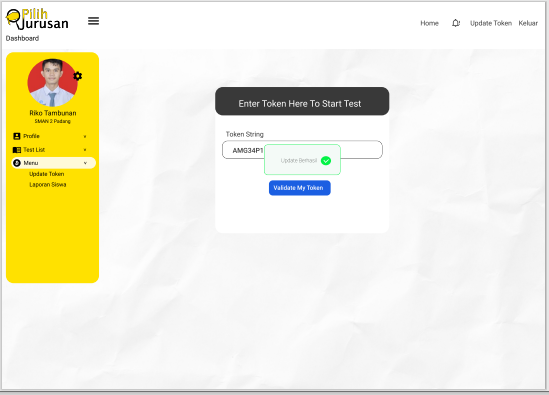 Pilih
Jurusan
Home
Update Token
Keluar
Dashboard
Riko Tambunan
SMAN 2 Padang
Profile
Test List
Menu
Update Token
Laporan Siswa
Enter Token Here To Start Test
Token String
AMG34P1
Update Berhasil
Validate My Token